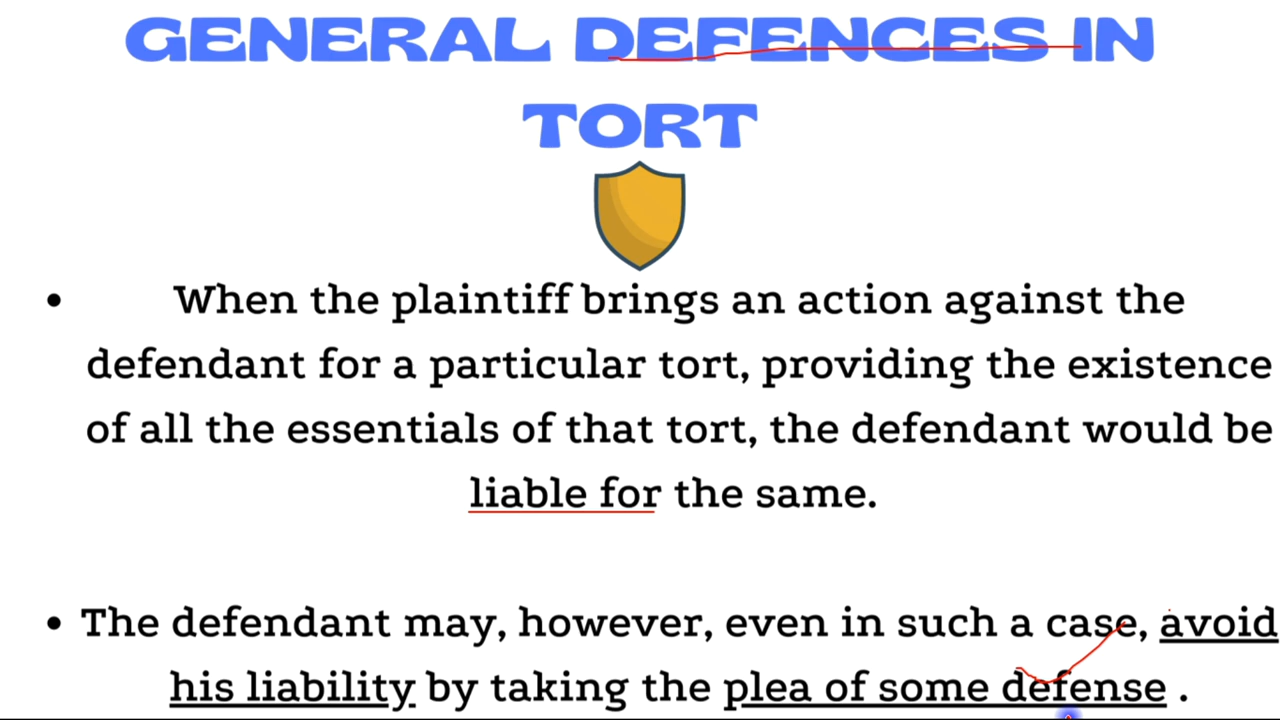 GENERAL DEFENCES IN
TORT
• When the plaintiff brings an action against the
defendant for a particular tort, providing the existence
of all the essentials of that tort, the defendant would be
liable for the same.
• The defendant may, however, even in such a case, avoid
his liability by taking the plea of some defense .